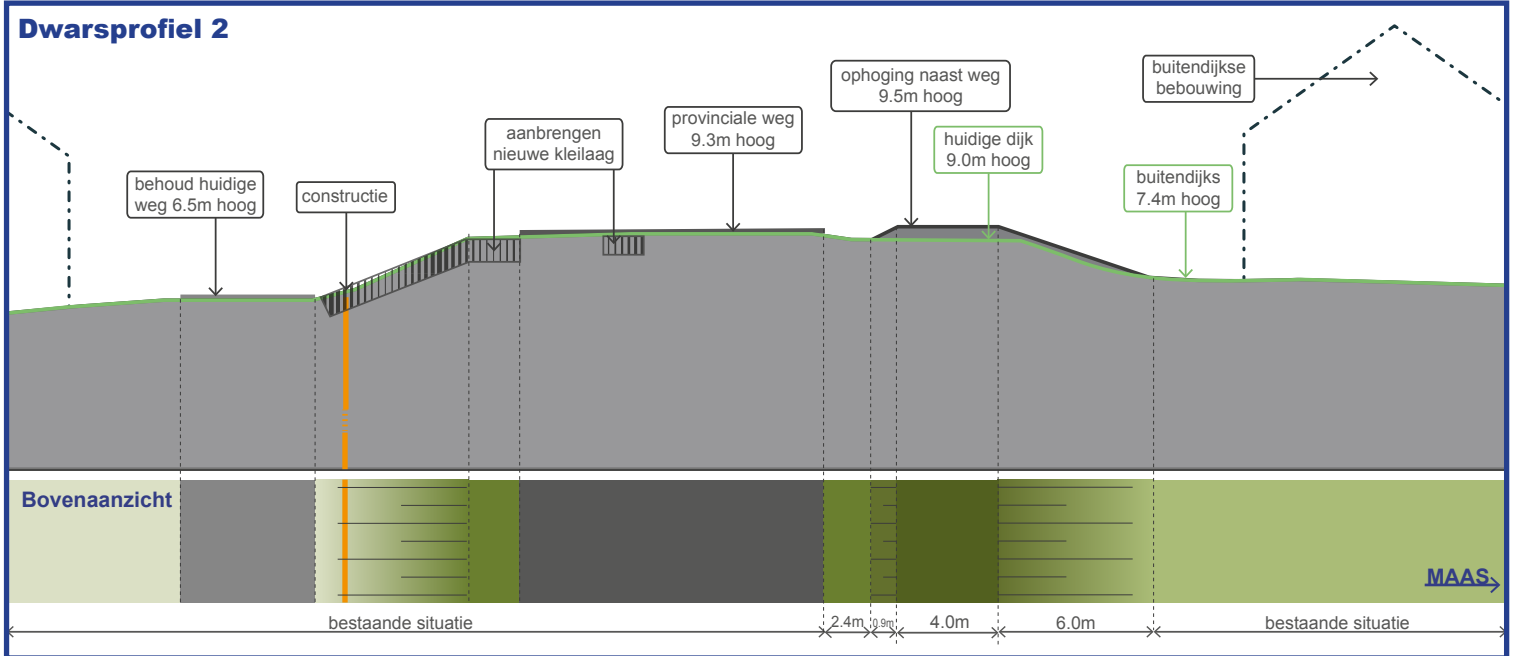 Dwarsprofiel 2
behoud huidige
weg 6.5m hoog
constructie
aanbrengen
nieuwe kleilaag
provinciale weg
9.3m hoog
ophoging naast weg
9.5m hoog
huidige dijk
9.0m hoog
buitendijkse
bebouwing
buitendijks
7.4m hoog
Bovenaanzicht
MAAS
bestaande situatie
2.4m
0.9m
4.0m
6.0m
bestaande situatie